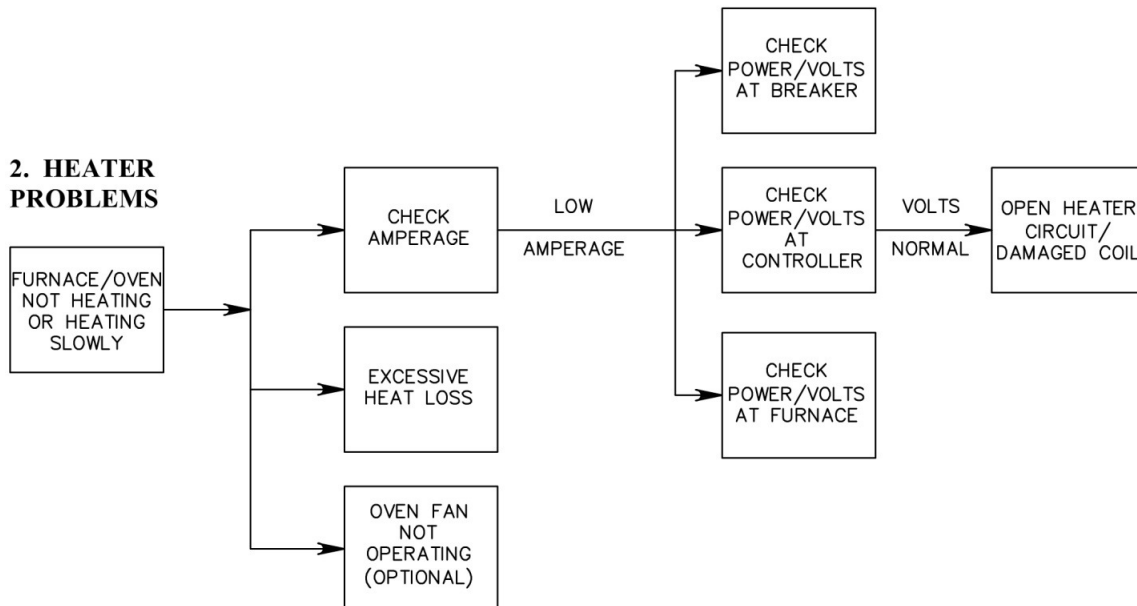 2. HEATER
PROBLEMS
FURNACE/OVEN
NOT HEATING
OR HEATING
SLOWLY
CHECK
AMPERAGE
EXCESSIVE
HEAT LOSS
OVEN FAN
NOT
OPERATING
(OPTIONAL)
LOW
AMPERAGE
CHECK
POWER/VOLTS
AT BREAKER
CHECK
POWER/VOLTS
AT
CONTROLLER
CHECK
POWER/VOLTS
AT FURNACE
VOLTS
NORMAL
OPEN HEATER
CIRCUIT/
DAMAGED COIL